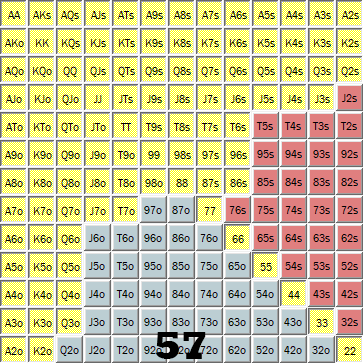 AA AKs AQs AJs ATs A9s A8s A7s A6s A5s A4s A3s A2s
AKo KK KQs KJs KTs K9s K8s K7s K6s K5s K4s K3s K2s
AQo KQo QQ QJs QTs Q9s Q8s Q7s Q6s Q5s Q4s Q3s Q2s
AJo KJo QJo JJ JTs J9s J8s J7s J6s J5s J4s J3s J2s
ATo KTo QTo JTo TT T9s T8s T7s T6s T5s T4s T3s T2s
A9o K9o Q9o J9o T9o 99 98s 97s 96s 95s 94s 93s 92s
A8o K8o Q8o J8o T8o 98o 88 87s 86s 85s 84s 83s 82s
A7o K7o Q7o J7o T7o 97o 87o 77 76s 75s 74s 73s 72s
A6o K6o Q6o J6o T6o 96o 86o 76o 66 65s 64s 63s 62s
A5o K5o Q5o J5o T5o 95o 85o 75o 65o 55 54s 53s 52s
A4o K4o Q4o J4o T4o 94o 84o 74o 64o 54o 44 43s 42s
A3o K3o Q3o J3o T3o 93o 83o 73o 63o 53o 43o 33 32s
A2o K2o Q2o J2o T2o 72o 62o 52o 42o 32o 22
57